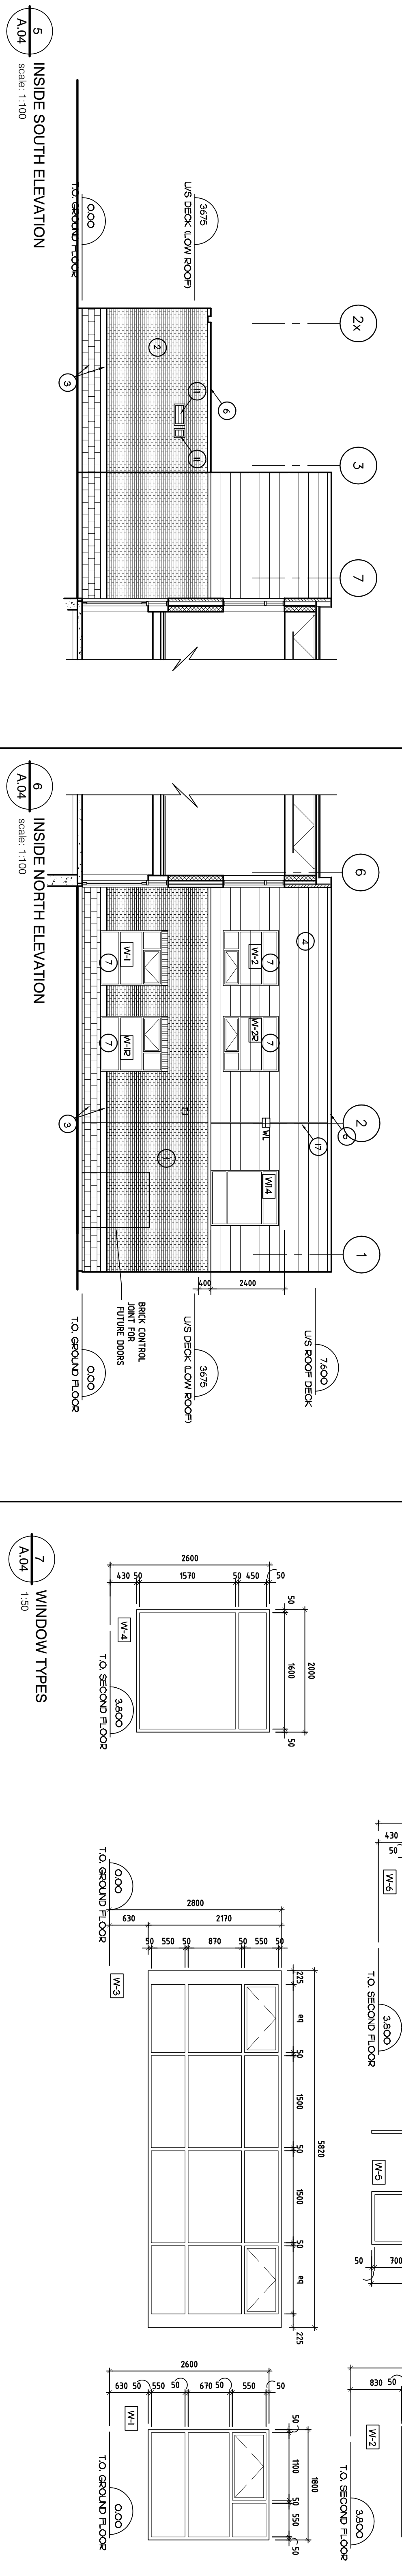 5
A.04
INSIDE SOUTH ELEVATION
scale: 1:100
0.00
T.O. GROUND FLOOR
3675
U/S DECK (LOW ROOF)
2x
3
7
2
3
11
11
6
6
A.04
INSIDE NORTH ELEVATION
scale: 1:100
6
2
1
4
W-1
7
W-1R
7
W-2
7
W-2R
7
3
1
WL
17
6
W14
400
2400
BRICK CONTROL
JOINT FOR
FUTURE DOORS
7.600
U/S ROOF DECK
3675
U/S DECK (LOW ROOF)
0.00
T.O. GROUND FLOOR
7
A.04
WINDOW TYPES
1:50
2600
430 50 1570 50 450 50
50 1600 50
2000
W-4
3.800
T.O. SECOND FLOOR
430
50
W-6
3.800
T.O. SECOND FLOOR
0.00
T.O. GROUND FLOOR
2800
630 2170
50 550 50 870 50 550 50
W-3
225 eq 50 1500 50 1500 50 eq 225
5820
W-5
50 700
2600
630 50 550 50 670 50 550 50
50 1100 50 550 50
1800
W-1
0.00
T.O. GROUND FLOOR
830 50
W-2
3.800
T.O. SECOND FLOOR